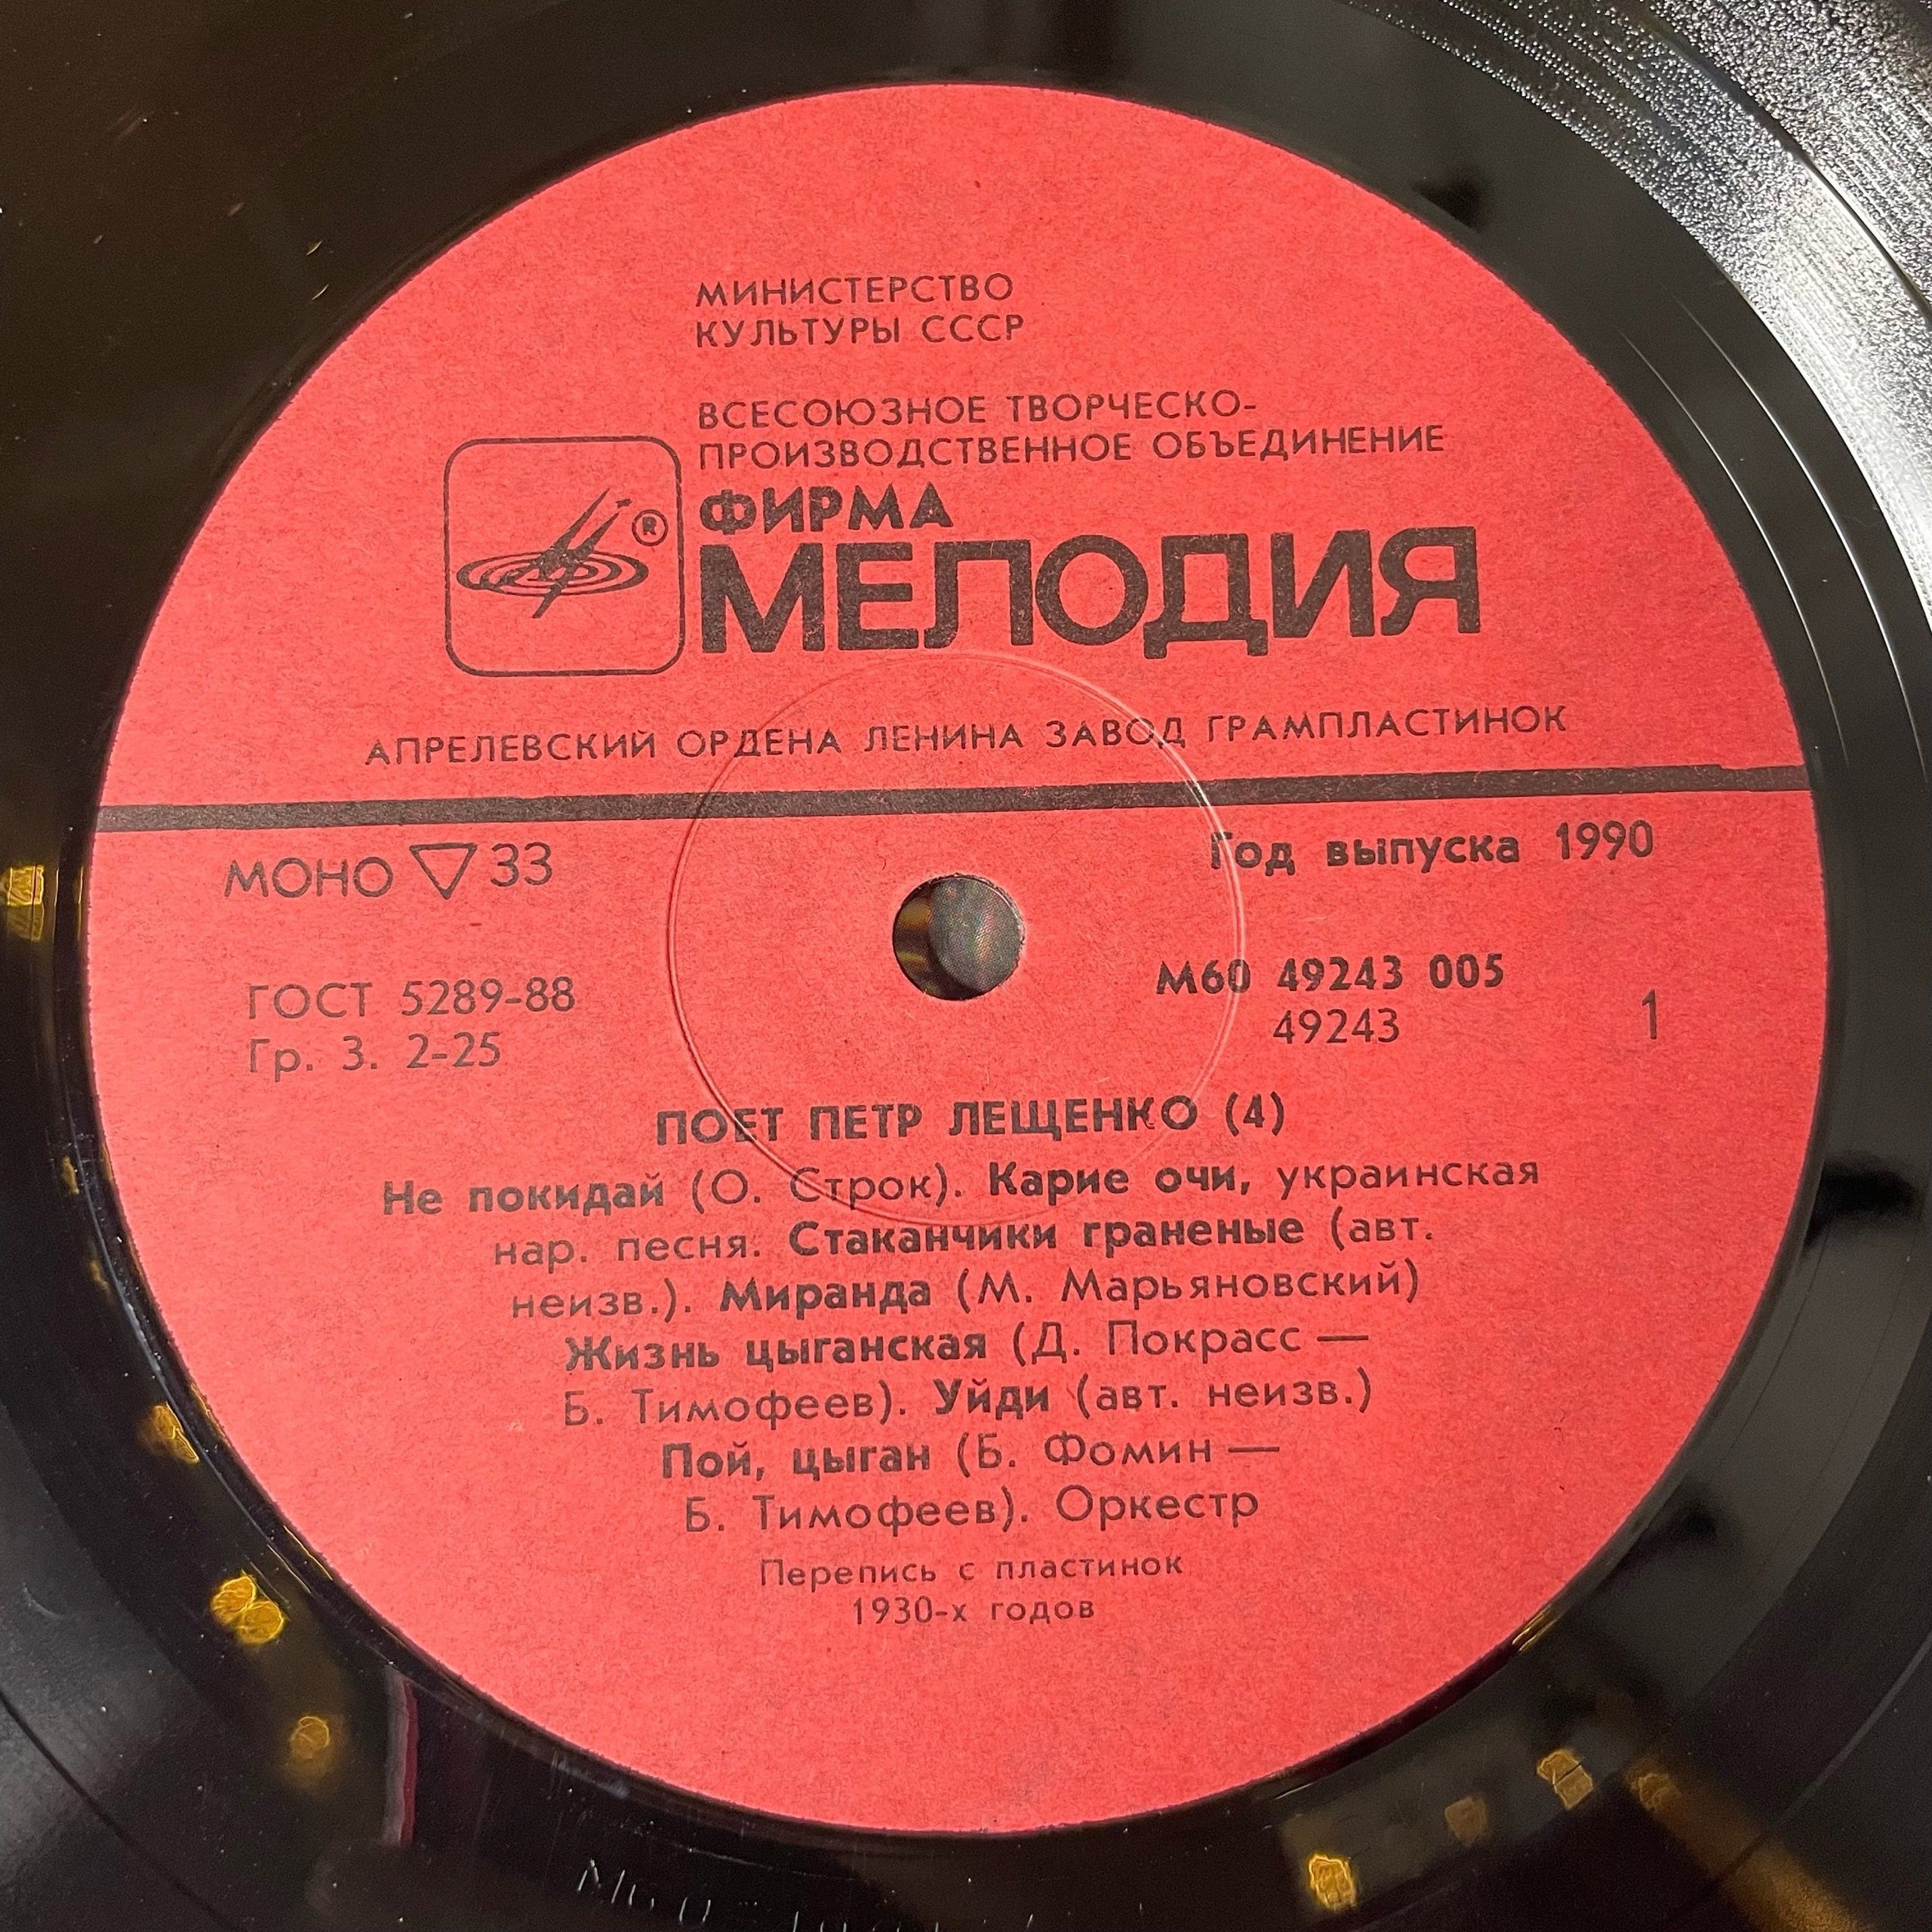 МИНИСТЕРСТВО
КУЛЬТУРЫ СССР
ВСЕСОЮЗНОЕ ТВОРЧЕСКО-
ПРОИЗВОДСТВЕННОЕ ОБЪЕДИНЕНИЕ
ФИРМА
®
МЕЛОДИЯ
АПРЕЛЕВСКИЙ ОРДЕНА ЛЕНИНА ЗАВОД ГРАМПЛАСТИНОК
МОНО ▽ 33
Год выпуска 1990
ГОСТ 5289-88
Гр. 3. 2-25
М60 49243 005
49243
1
ПОЕТ ПЕТР ЛЕЩЕНКО (4)
Не покидай (О. Строк). Карие очи, украинская
нар. песня. Стаканчики граненые (авт.
неизв.). Миранда (М. Марьяновский)
Жизнь цыганская (Д. Покрасс —
Б. Тимофеев). Уйди (авт. неизв.)
Пой, цыган (Б. Фомин —
Б. Тимофеев). Оркестр
Перепись с пластинок
1930-х годов